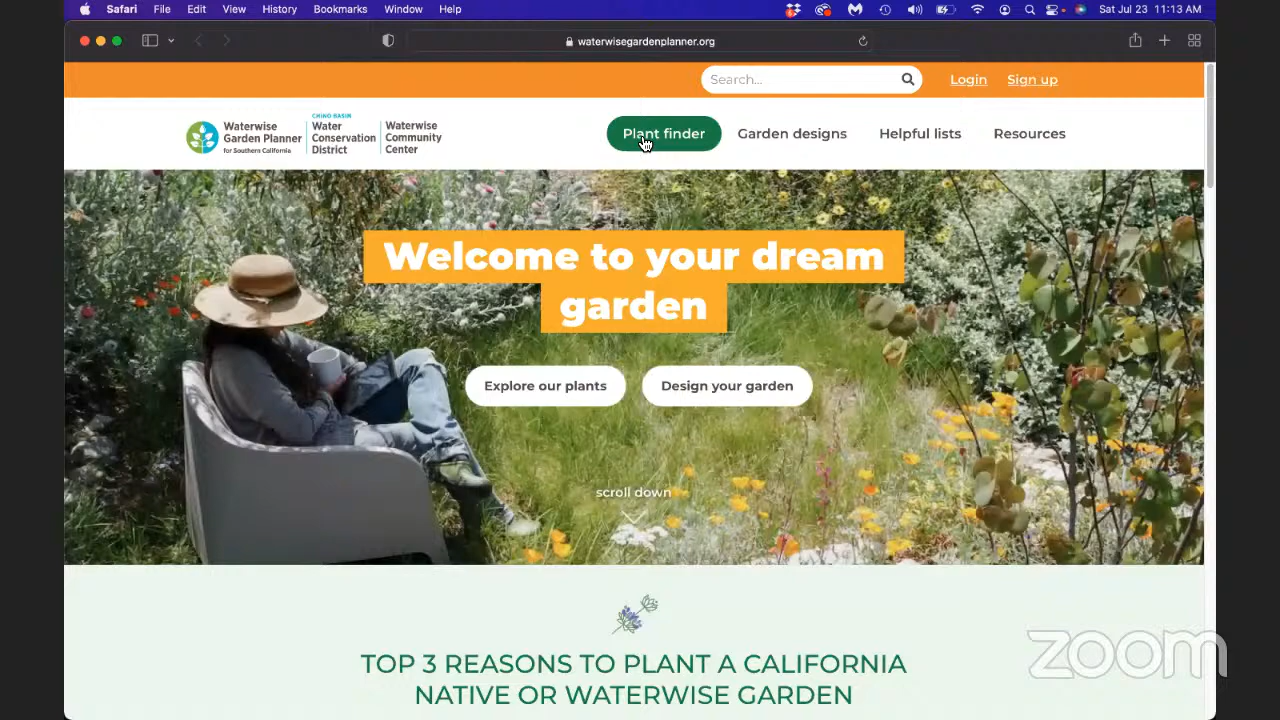 Safari File Edit View History Bookmarks Window Help Sat Jul 23 11:13 AM
waterwisegardenplanner.org
Search... Login Sign up
Waterwise
Garden Planner
for Southern California
CHINO BASIN
Water
Conservation
District
Waterwise
Community
Center
Plant finder Garden designs Helpful lists Resources
Welcome to your dream
garden
Explore our plants Design your garden
scroll down
TOP 3 REASONS TO PLANT A CALIFORNIA
NATIVE OR WATERWISE GARDEN
zoom